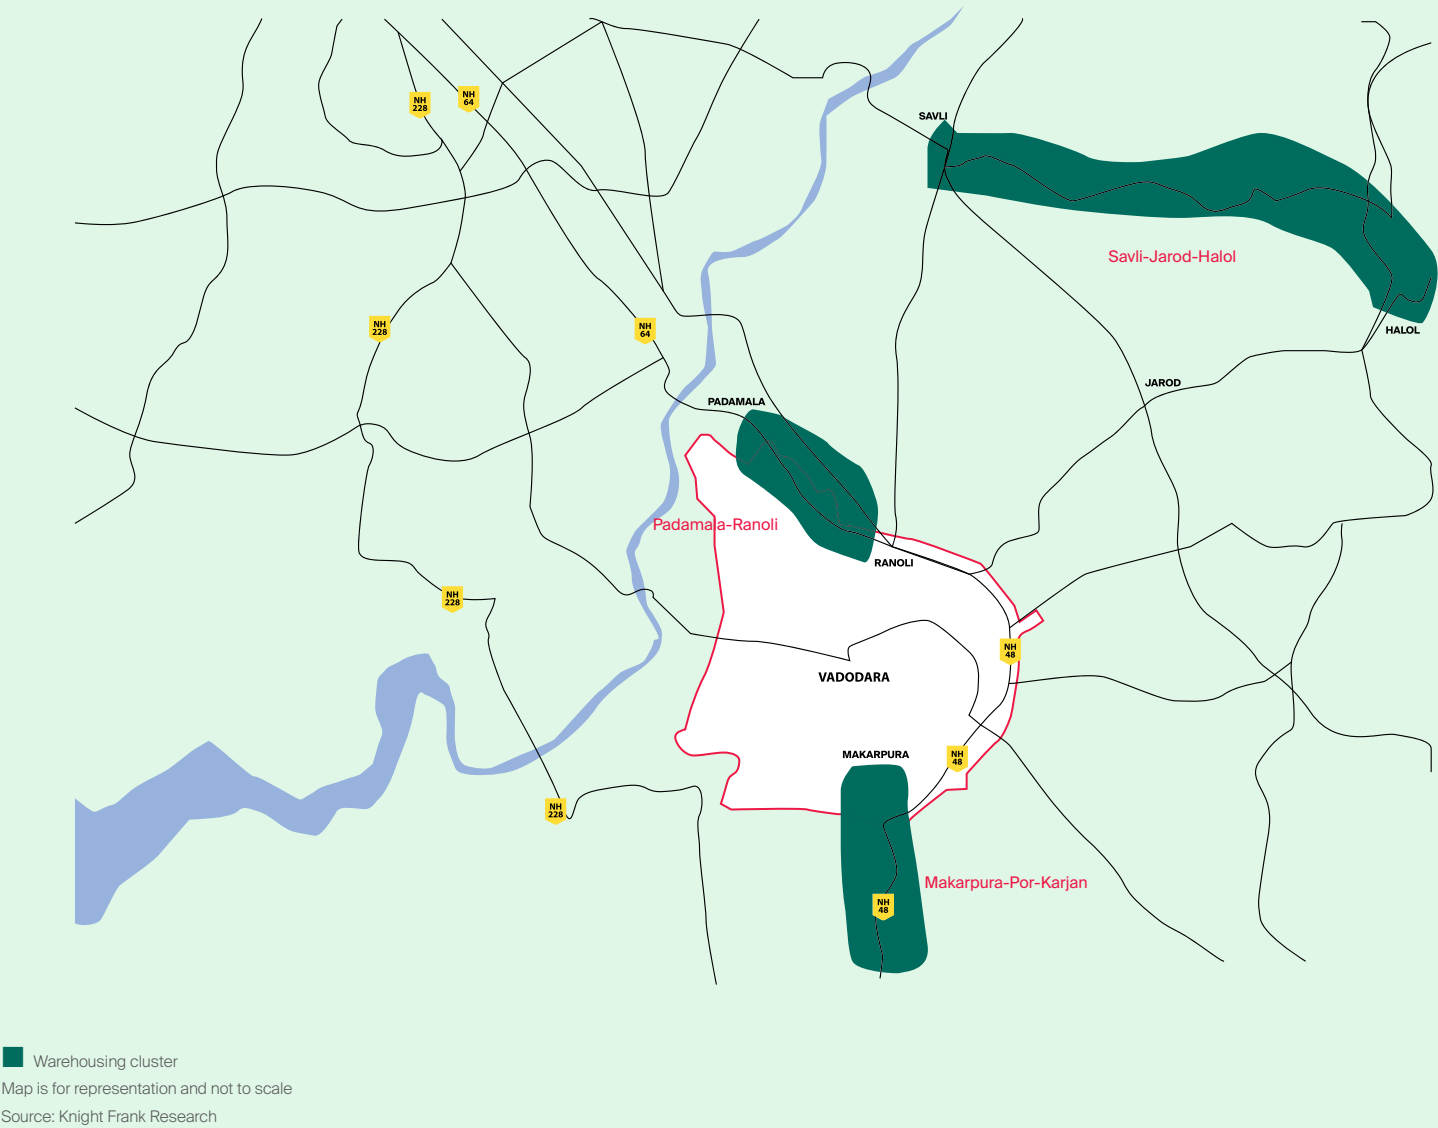 NH
228
NH
64
SAVLI
Savli-Jarod-Halol
NH
228
NH
64
HALOL
JAROD
PADAMALA
Padamala-Ranoli
RANOLI
NH
228
NH
48
VADODARA
MAKARPURA
NH
48
NH
228
Makarpura-Por-Karjan
NH
48
Warehousing cluster
Map is for representation and not to scale
Source: Knight Frank Research